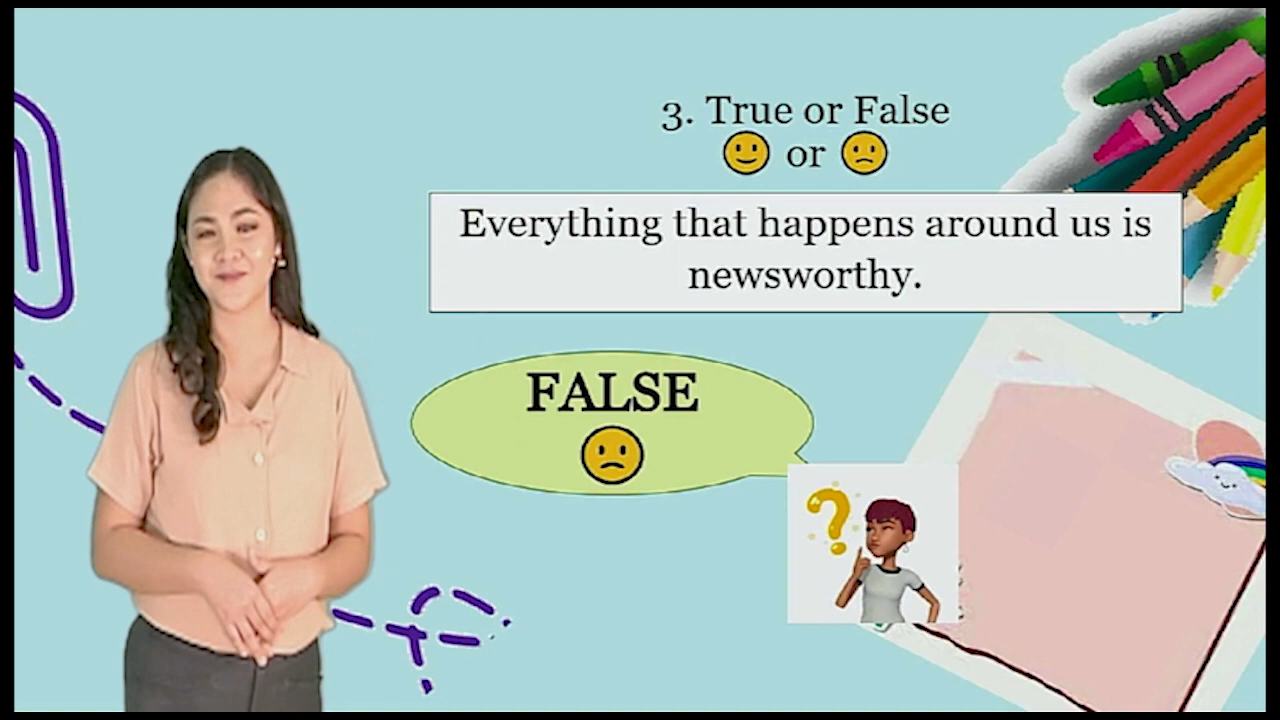 3. True or False
or
Everything that happens around us is
newsworthy.
FALSE